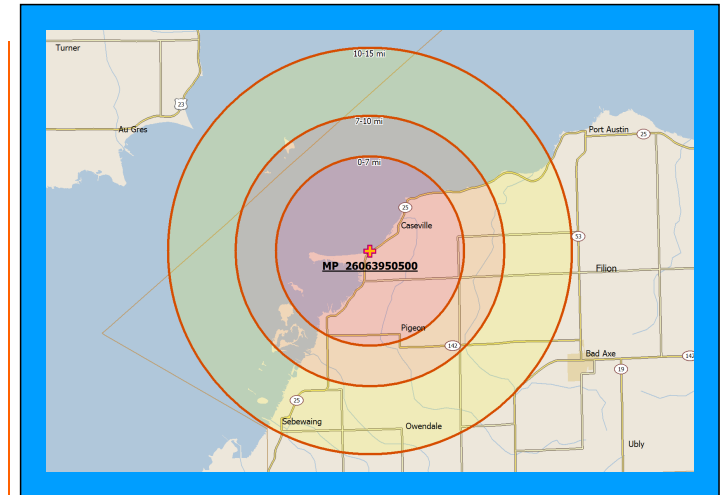 Turner
10-15 mi
23
Au Gres
7-10 mi
Port Austin
25
0-7 mi
25
Caseville
53
MP 26063950500
Filion
Pigeon
142
Bad Axe
142
19
25
Sebewaing
Owendale
Ubly